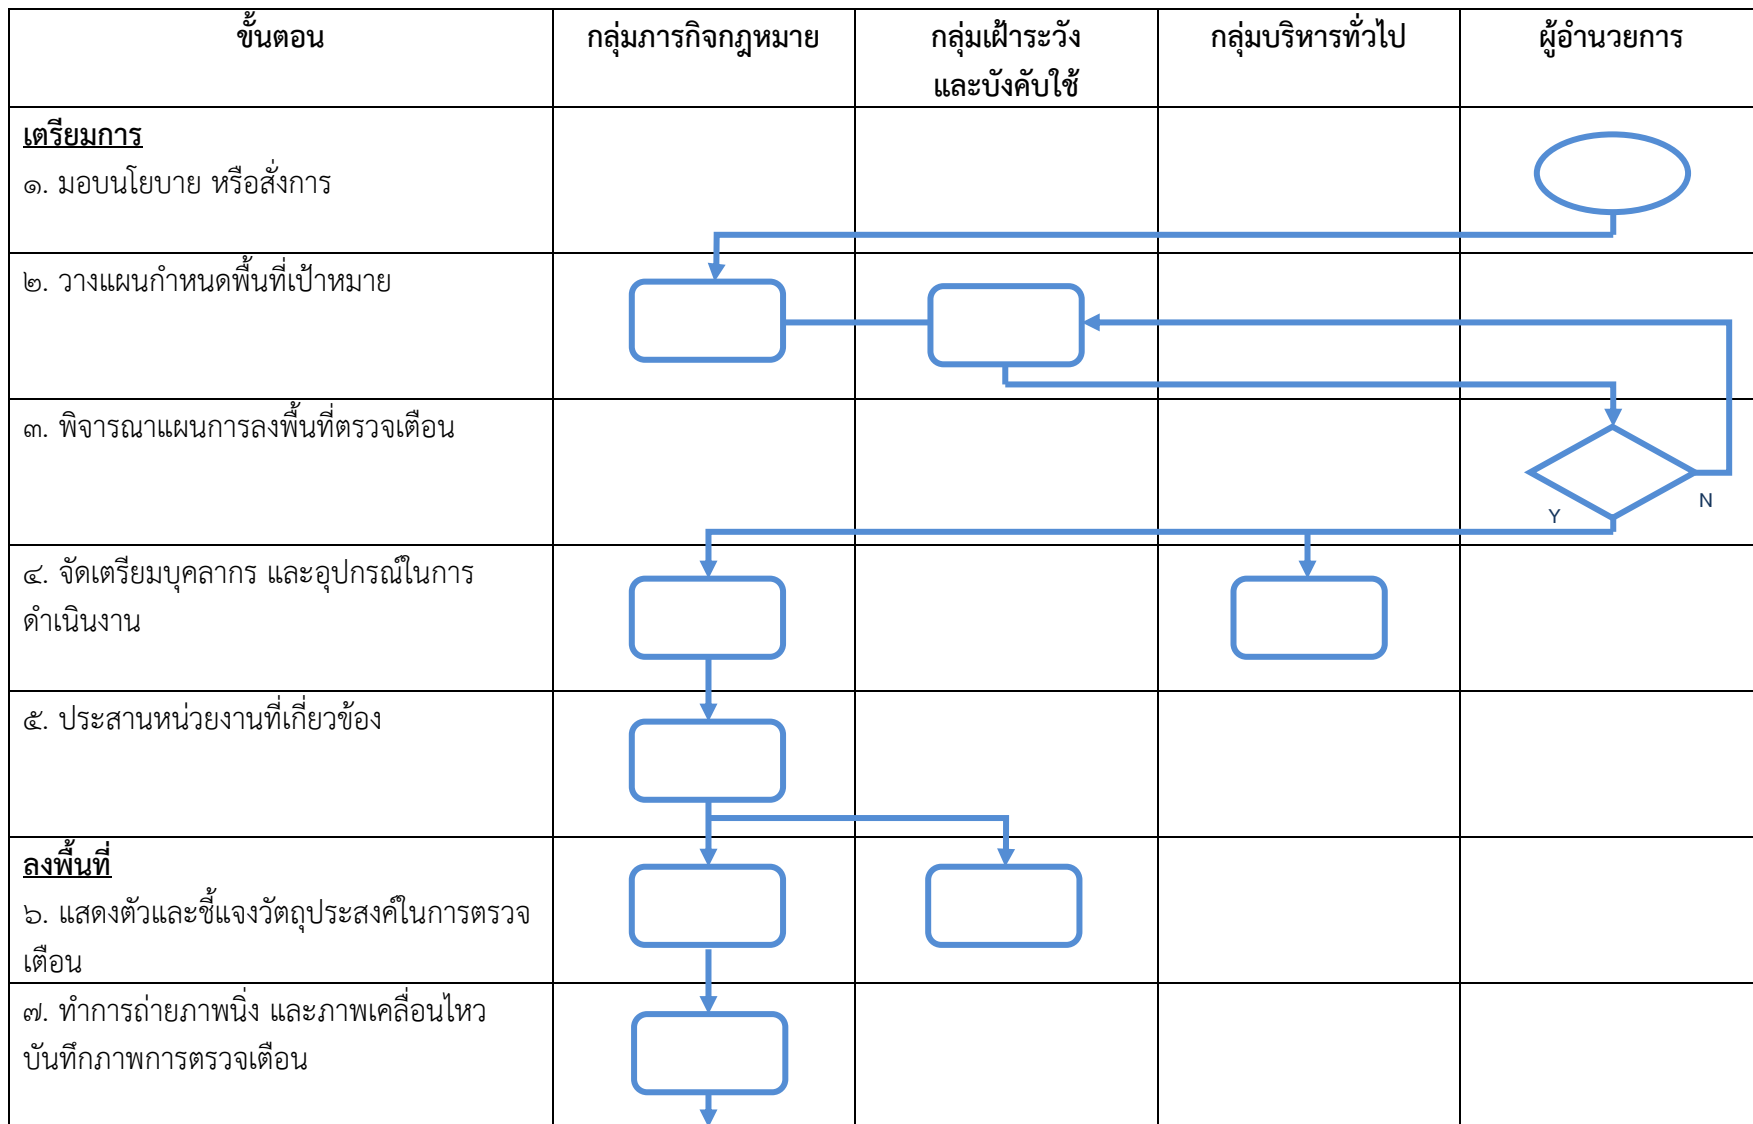 ขั้นตอน
กลุ่มภารกิจกฎหมาย
กลุ่มเฝ้าระวัง
และบังคับใช้
กลุ่มบริหารทั่วไป
ผู้อำนวยการ
เตรียมการ
๑. มอบนโยบาย หรือสั่งการ
๒. วางแผนกำหนดพื้นที่เป้าหมาย
๓. พิจารณาแผนการลงพื้นที่ตรวจเตือน
N
Y
๔. จัดเตรียมบุคลากร และอุปกรณ์ในการ
ดำเนินงาน
๕. ประสานหน่วยงานที่เกี่ยวข้อง
ลงพื้นที่
๖. แสดงตัวและชี้แจงวัตถุประสงค์ในการตรวจ
เตือน
๗. ทำการถ่ายภาพนิ่ง และภาพเคลื่อนไหว
บันทึกภาพการตรวจเตือน